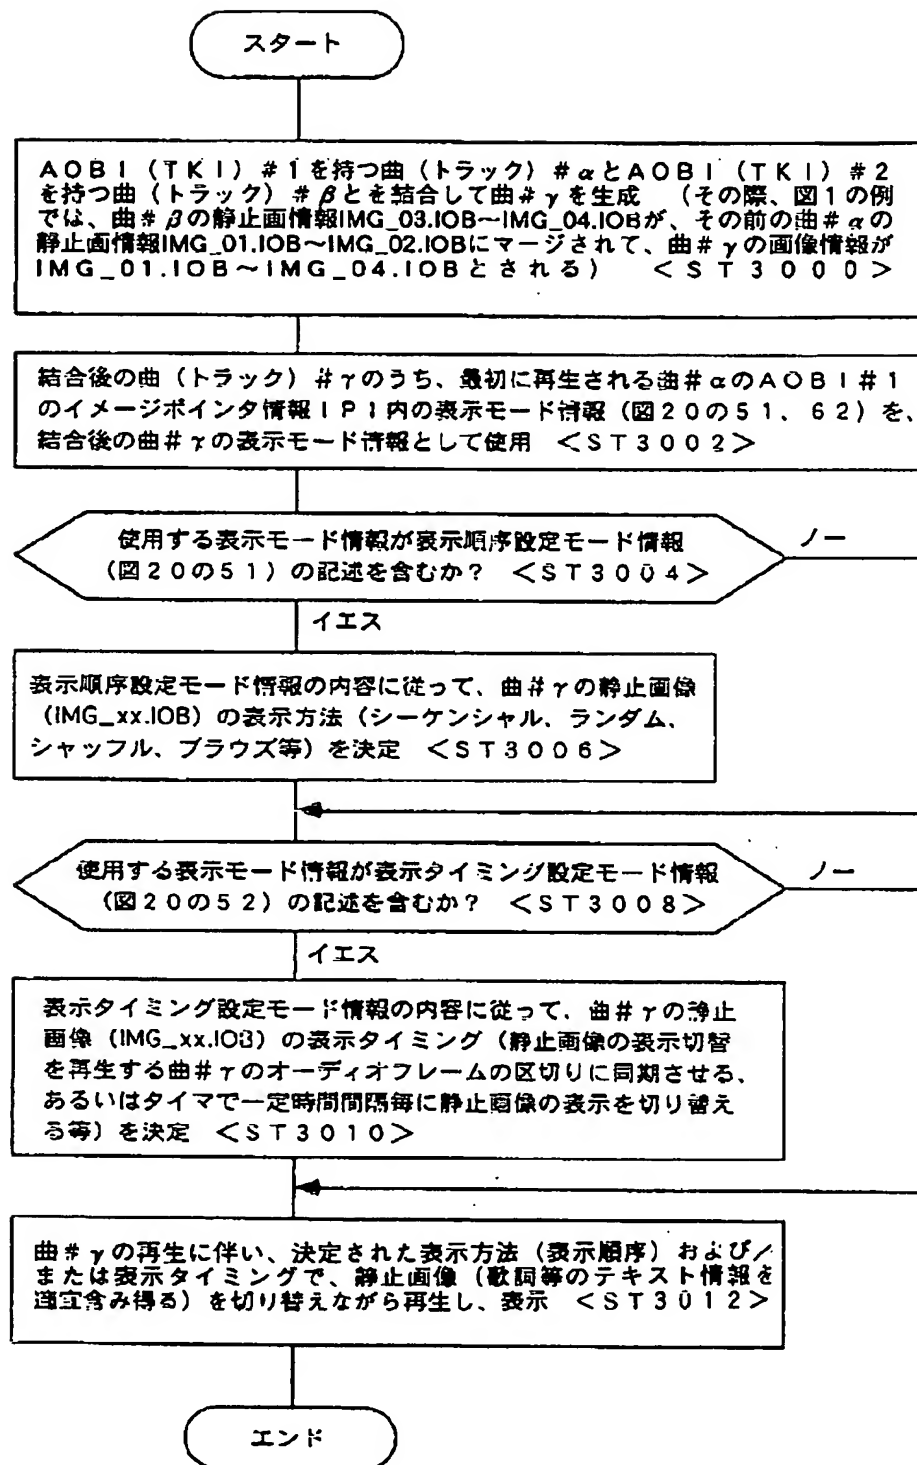 スタート
AOBI(TKI)#1を持つ曲(トラック)#αとAOBI(TKI)#2
を持つ曲(トラック)#βとを結合して曲#γを生成 (その際、図1の例
では、曲#βの静止画情報IMG_03.IOB~IMG_04.IOBが、その前の曲#αの
静止画情報IMG_01.IOB~IMG_02.IOBにマージされて、曲#γの画像情報が
IMG_01.IOB~IMG_04.IOBとされる) <ST3000>
結合後の曲(トラック)#γのうち、最初に再生される曲#αのAOBI#1
のイメージポインタ情報IPI内の表示モード情報(図20の51、62)を、
結合後の曲#γの表示モード情報として使用 <ST3002>
使用する表示モード情報が表示順序設定モード情報
(図20の51)の記述を含むか? <ST3004>
ノー
イエス
表示順序設定モード情報の内容に従って、曲#γの静止画像
(IMG_xx.IOB)の表示方法(シーケンシャル、ランダム、
シャッフル、ブラウズ等)を決定 <ST3006>
使用する表示モード情報が表示タイミング設定モード情報
(図20の52)の記述を含むか? <ST3008>
ノー
イエス
表示タイミング設定モード情報の内容に従って、曲#γの静止
画像(IMG_xx.IOB)の表示タイミング(静止画像の表示切替
を再生する曲#γのオーディオフレームの区切りに同期させる、
あるいはタイマで一定時間間隔毎に静止画像の表示を切り替え
る等)を決定 <ST3010>
曲#γの再生に伴い、決定された表示方法(表示順序)および/
または表示タイミングで、静止画像(歌詞等のテキスト情報を
適宜含み得る)を切り替えながら再生し、表示 <ST3012>
エンド